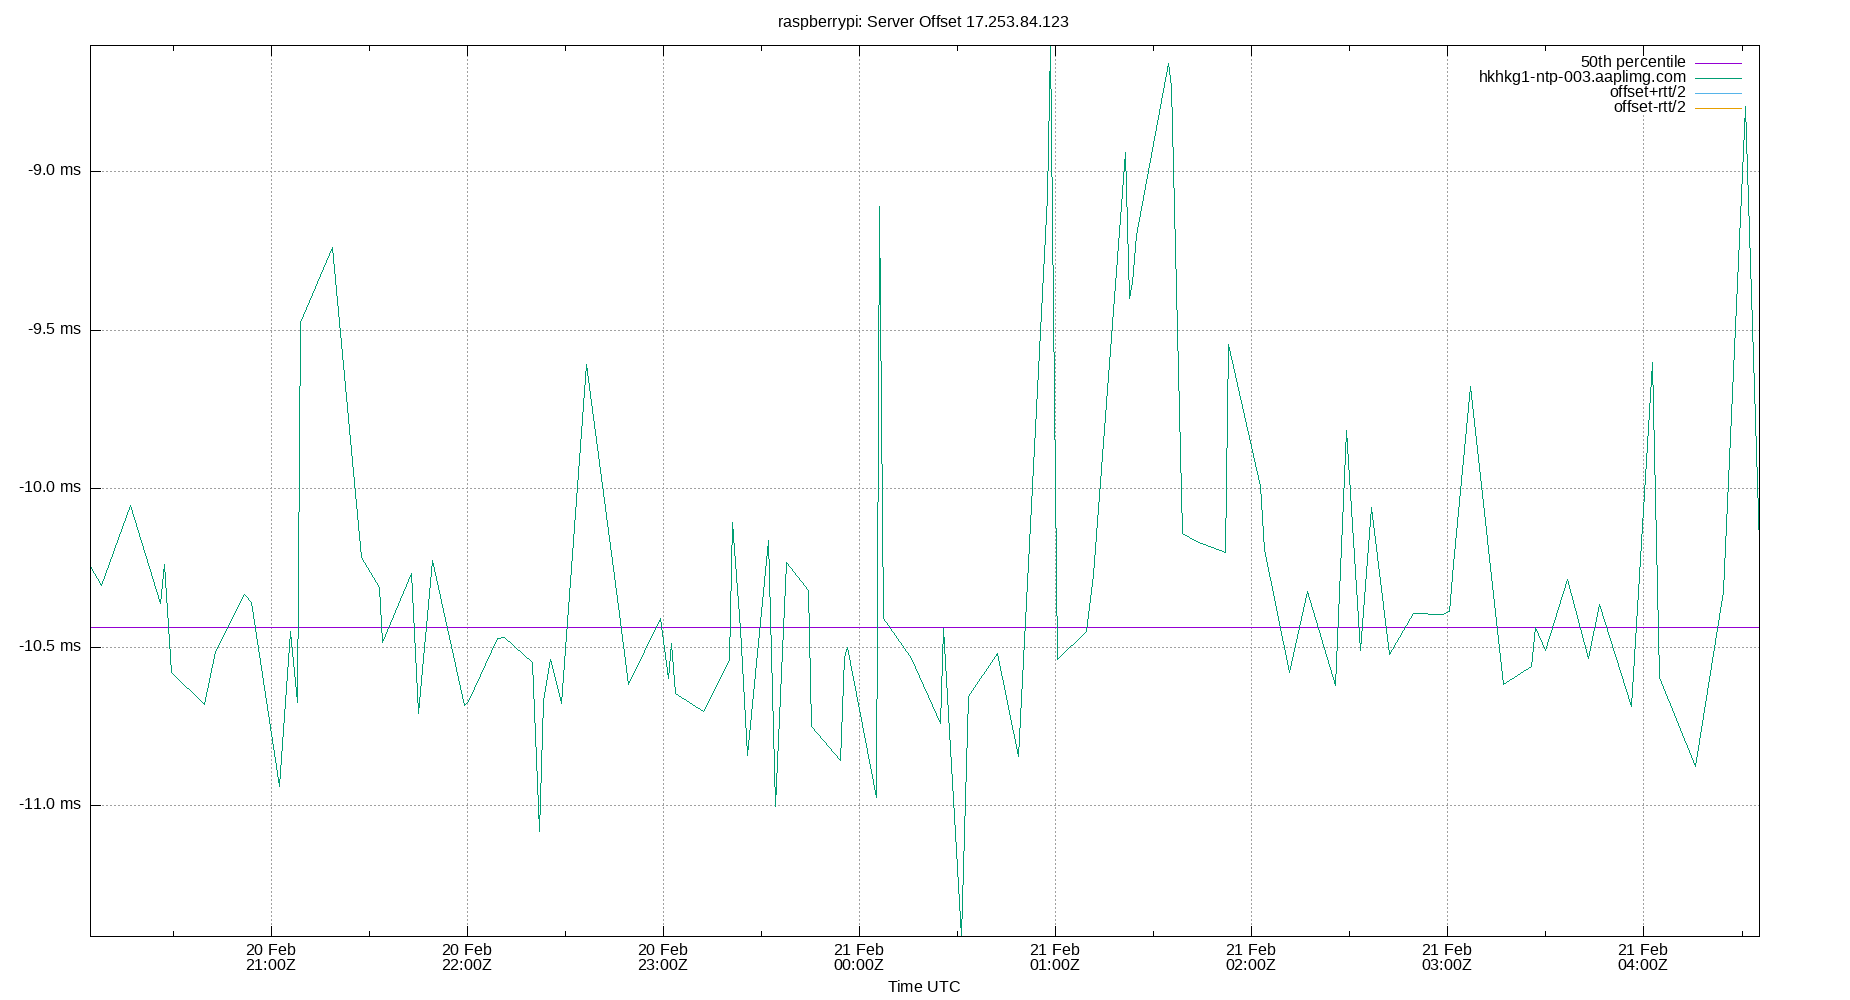 raspberrypi: Server Offset 17.253.84.123
50th percentile
hkhkg1-ntp-003.aaplimg.com
offset+rtt/2
offset-rtt/2
-9.0 ms
-9.5 ms
-10.0 ms
-10.5 ms
-11.0 ms
20 Feb 20 Feb 20 Feb 21 Feb 21 Feb 21 Feb 21 Feb 21 Feb
21:00Z 22:00Z 23:00Z 00:00Z 01:00Z 02:00Z 03:00Z 04:00Z
Time UTC